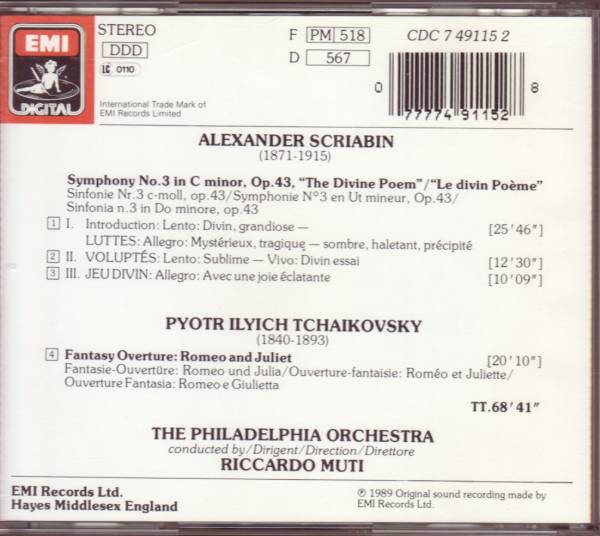 EMI
DIGITAL
STEREO
DDD
LC 0110
International Trade Mark of
EMI Records Limited
F PM 518
D 567
CDC 7 49115 2
0 77774 91152 8
ALEXANDER SCRIABIN
(1871-1915)
Symphony No.3 in C minor, Op.43, “The Divine Poem”/“Le divin Poème”
Sinfonie Nr.3 c-moll, op.43/Symphonie N°3 en Ut mineur, Op.43/
Sinfonia n.3 in Do minore, op.43
1 I. Introduction: Lento: Divin, grandiose — [25'46"]
LUTTES: Allegro: Mystérieux, tragique — sombre, haletant, précipité
2 II. VOLUPTÉS: Lento: Sublime — Vivo: Divin essai [12'30"]
3 III. JEU DIVIN: Allegro: Avec une joie éclatante [10'09"]
PYOTR ILYICH TCHAIKOVSKY
(1840-1893)
4 Fantasy Overture: Romeo and Juliet [20'10"]
Fantasie-Ouvertüre: Romeo und Julia/Ouverture-fantaisie: Roméo et Juliette/
Ouverture Fantasia: Romeo e Giulietta
TT.68'41"
THE PHILADELPHIA ORCHESTRA
conducted by/Dirigent/Direction/Direttore
RICCARDO MUTI
EMI Records Ltd.
Hayes Middlesex England
℗ 1989 Original sound recording made by
EMI Records Ltd.